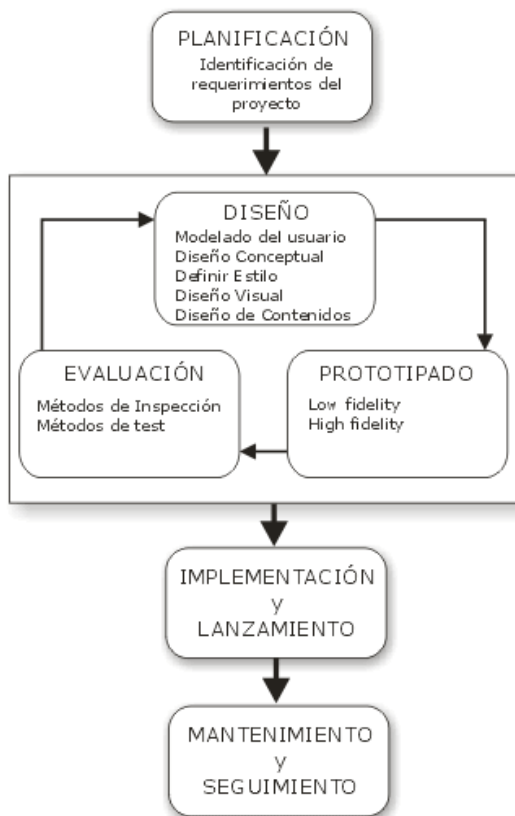 PLANIFICACIÓN
Identificación de
requerimientos del
proyecto
DISEÑO
Modelado del usuario
Diseño Conceptual
Definir Estilo
Diseño Visual
Diseño de Contenidos
EVALUACIÓN
Métodos de Inspección
Métodos de test
PROTOTIPADO
Low fidelity
High fidelity
IMPLEMENTACIÓN
y
LANZAMIENTO
MANTENIMIENTO
y
SEGUIMIENTO